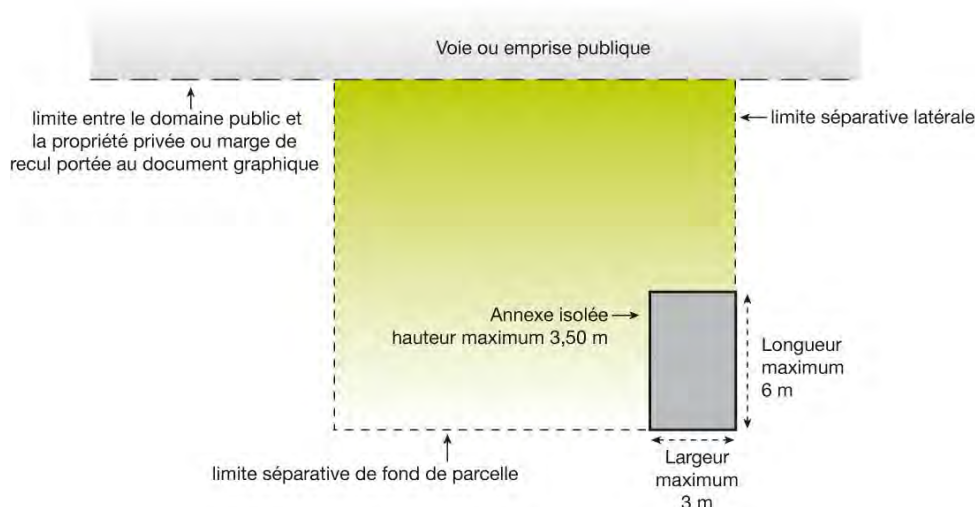 Voie ou emprise publique
limite entre le domaine public et
la propriété privée ou marge de
recul portée au document graphique
limite séparative latérale
Annexe isolée
hauteur maximum 3,50 m
Longueur
maximum
6 m
limite séparative de fond de parcelle
Largeur
maximum
3 m